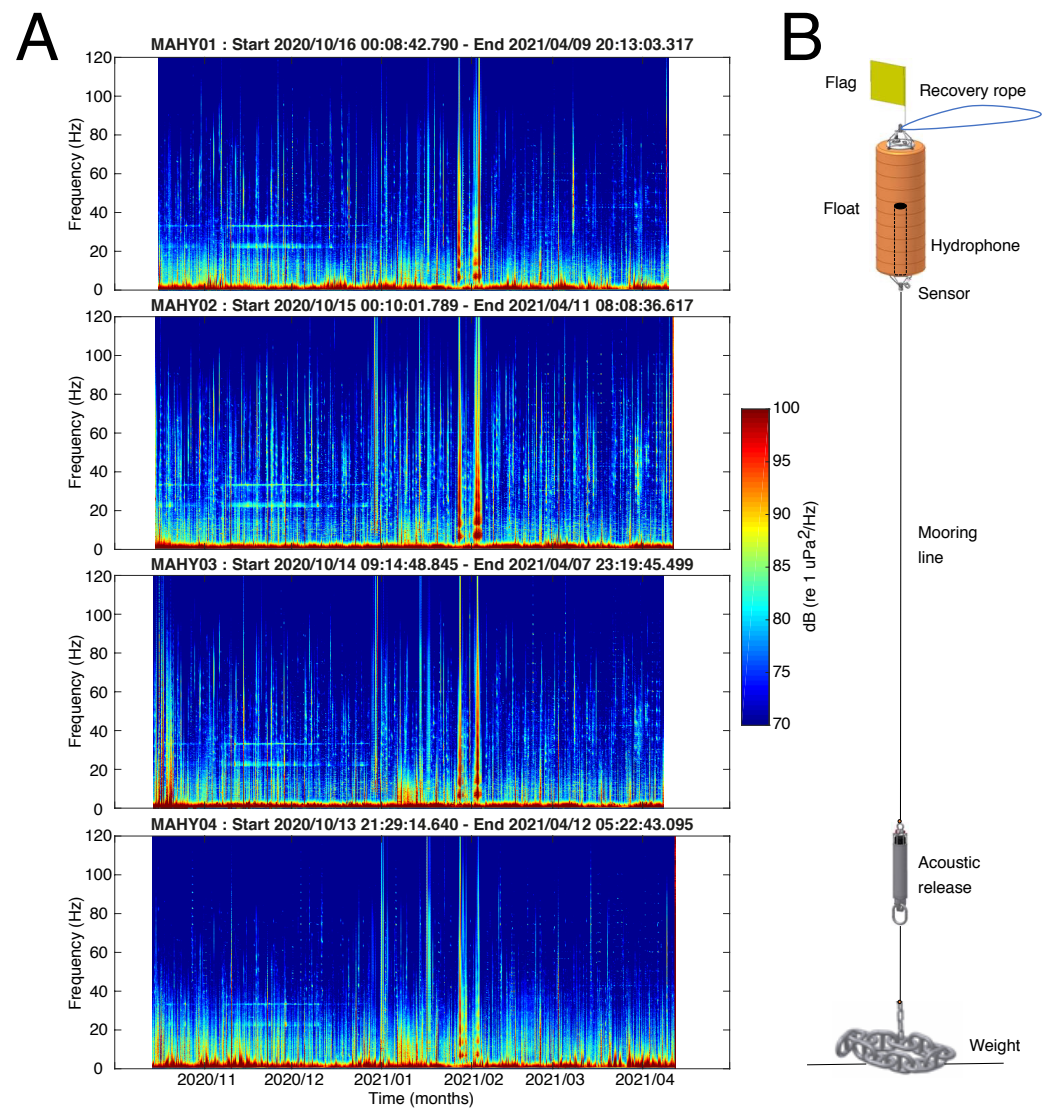 A
MAHY01 : Start 2020/10/16 00:08:42.790 - End 2021/04/09 20:13:03.317
120
100
80
60
40
20
0
Frequency (Hz)
MAHY02 : Start 2020/10/15 00:10:01.789 - End 2021/04/11 08:08:36.617
120
100
80
60
40
20
0
Frequency (Hz)
MAHY03 : Start 2020/10/14 09:14:48.845 - End 2021/04/07 23:19:45.499
120
100
80
60
40
20
0
Frequency (Hz)
MAHY04 : Start 2020/10/13 21:29:14.640 - End 2021/04/12 05:22:43.095
120
100
80
60
40
20
0
Frequency (Hz)
2020/11 2020/12 2021/01 2021/02 2021/03 2021/04
Time (months)
100
95
90
85
80
75
70
dB (re 1 uPa2/Hz)
B
Flag
Recovery rope
Float
Hydrophone
Sensor
Mooring
line
Acoustic
release
Weight